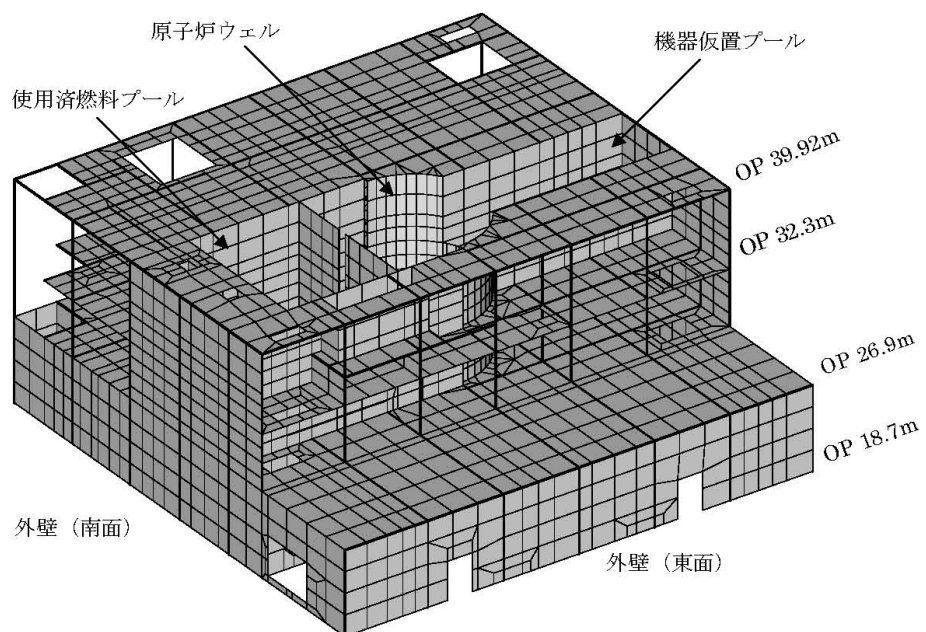 原子炉ウェル
機器仮置プール
使用済燃料プール
OP 39.92m
OP 32.3m
OP 26.9m
OP 18.7m
外壁（南面）
外壁（東面）